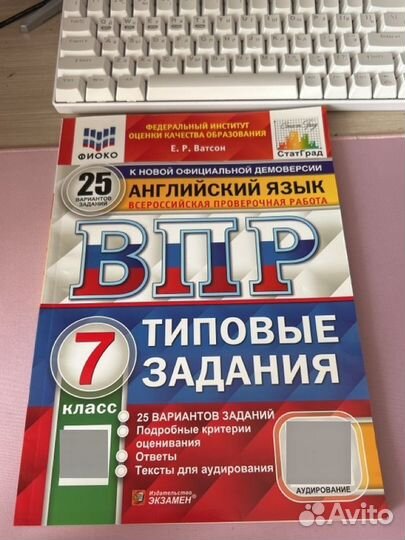 ФЕДЕРАЛЬНЫЙ ИНСТИТУТ
ОЦЕНКИ КАЧЕСТВА ОБРАЗОВАНИЯ
Е. Р. Ватсон
ФИОКО
СтатГрад
25
ВАРИАНТОВ
ЗАДАНИЙ
К НОВОЙ ОФИЦИАЛЬНОЙ ДЕМОВЕРСИИ
АНГЛИЙСКИЙ ЯЗЫК
ВСЕРОССИЙСКАЯ ПРОВЕРОЧНАЯ РАБОТА
ВПР
7
класс
ТИПОВЫЕ
ЗАДАНИЯ
25 ВАРИАНТОВ ЗАДАНИЙ
Подробные критерии
оценивания
Ответы
Тексты для аудирования
Издательство
ЭКЗАМЕН
АУДИРОВАНИЕ
Avito